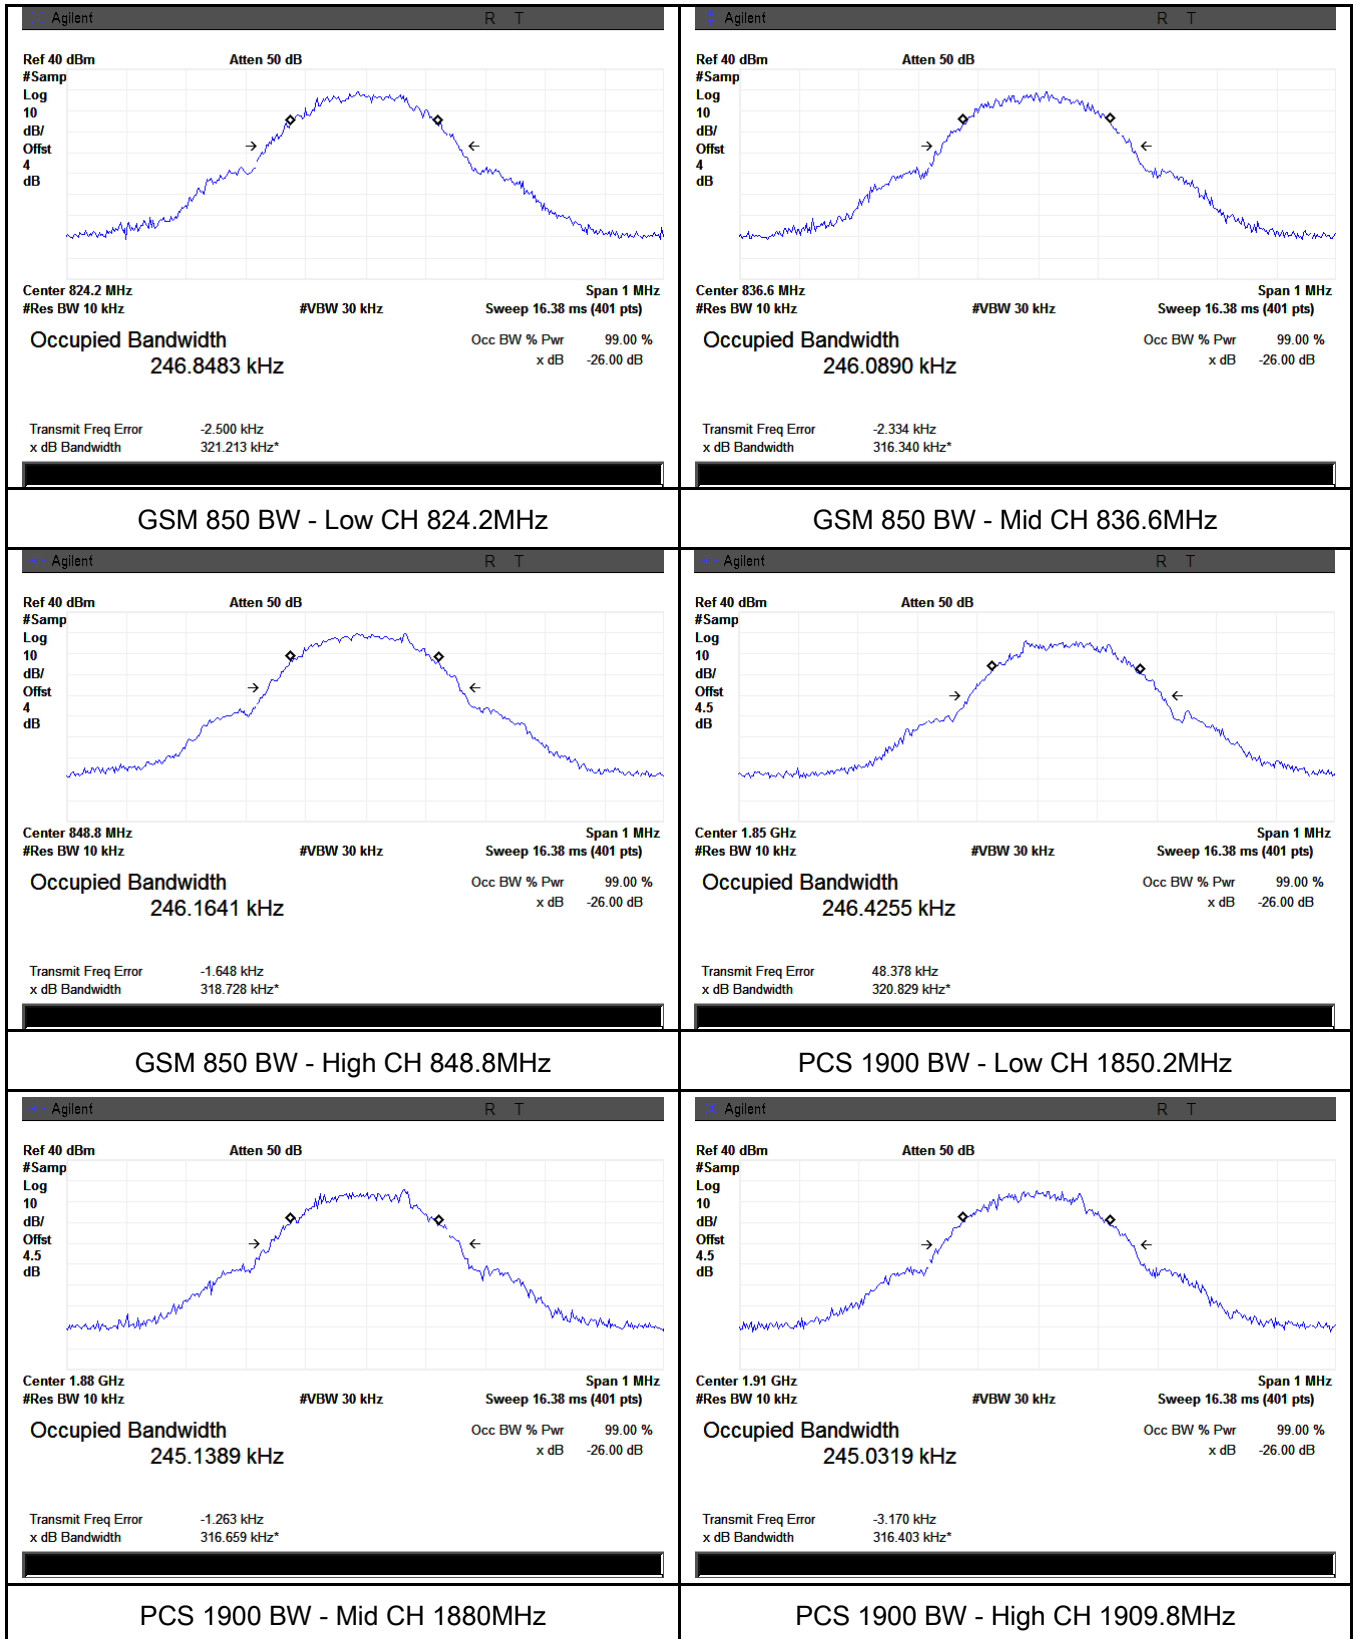 Agilent R T
Ref 40 dBm Atten 50 dB
#Samp
Log
10
dB/
Offst
4
dB
Center 824.2 MHz Span 1 MHz
#Res BW 10 kHz #VBW 30 kHz Sweep 16.38 ms (401 pts)
Occupied Bandwidth Occ BW % Pwr 99.00 %
246.8483 kHz x dB -26.00 dB
Transmit Freq Error -2.500 kHz
x dB Bandwidth 321.213 kHz*
GSM 850 BW - Low CH 824.2MHz
Agilent R T
Ref 40 dBm Atten 50 dB
#Samp
Log
10
dB/
Offst
4
dB
Center 836.6 MHz Span 1 MHz
#Res BW 10 kHz #VBW 30 kHz Sweep 16.38 ms (401 pts)
Occupied Bandwidth Occ BW % Pwr 99.00 %
246.0890 kHz x dB -26.00 dB
Transmit Freq Error -2.334 kHz
x dB Bandwidth 316.340 kHz*
GSM 850 BW - Mid CH 836.6MHz
Agilent R T
Ref 40 dBm Atten 50 dB
#Samp
Log
10
dB/
Offst
4
dB
Center 848.8 MHz Span 1 MHz
#Res BW 10 kHz #VBW 30 kHz Sweep 16.38 ms (401 pts)
Occupied Bandwidth Occ BW % Pwr 99.00 %
246.1641 kHz x dB -26.00 dB
Transmit Freq Error -1.648 kHz
x dB Bandwidth 318.728 kHz*
GSM 850 BW - High CH 848.8MHz
Agilent R T
Ref 40 dBm Atten 50 dB
#Samp
Log
10
dB/
Offst
4.5
dB
Center 1.85 GHz Span 1 MHz
#Res BW 10 kHz #VBW 30 kHz Sweep 16.38 ms (401 pts)
Occupied Bandwidth Occ BW % Pwr 99.00 %
246.4255 kHz x dB -26.00 dB
Transmit Freq Error 48.378 kHz
x dB Bandwidth 320.829 kHz*
PCS 1900 BW - Low CH 1850.2MHz
Agilent R T
Ref 40 dBm Atten 50 dB
#Samp
Log
10
dB/
Offst
4.5
dB
Center 1.88 GHz Span 1 MHz
#Res BW 10 kHz #VBW 30 kHz Sweep 16.38 ms (401 pts)
Occupied Bandwidth Occ BW % Pwr 99.00 %
245.1389 kHz x dB -26.00 dB
Transmit Freq Error -1.263 kHz
x dB Bandwidth 316.659 kHz*
PCS 1900 BW - Mid CH 1880MHz
Agilent R T
Ref 40 dBm Atten 50 dB
#Samp
Log
10
dB/
Offst
4.5
dB
Center 1.91 GHz Span 1 MHz
#Res BW 10 kHz #VBW 30 kHz Sweep 16.38 ms (401 pts)
Occupied Bandwidth Occ BW % Pwr 99.00 %
245.0319 kHz x dB -26.00 dB
Transmit Freq Error -3.170 kHz
x dB Bandwidth 316.403 kHz*
PCS 1900 BW - High CH 1909.8MHz